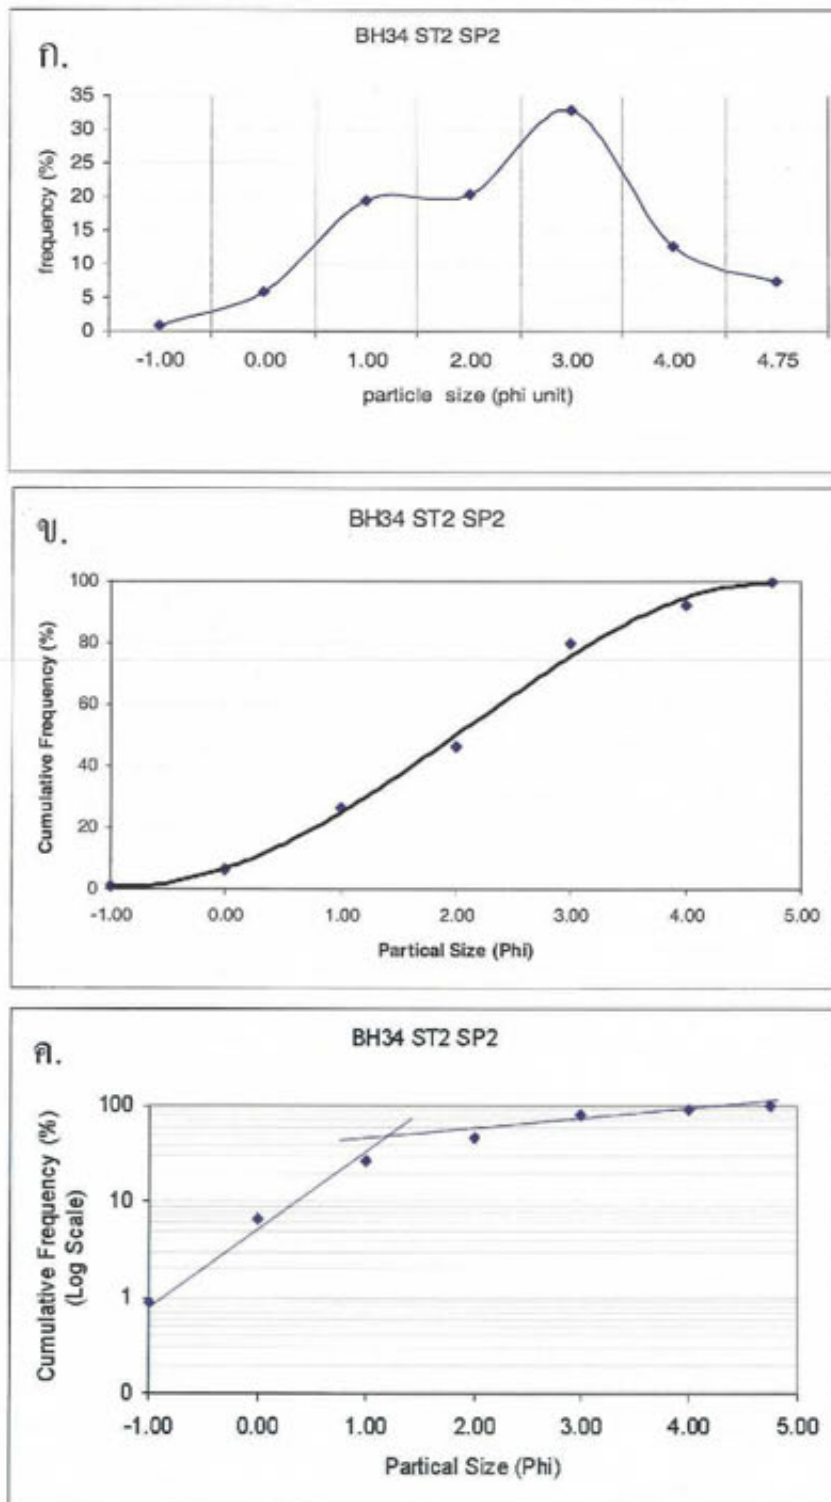 ก.
BH34 ST2 SP2
frequency (%)
35
30
25
20
15
10
5
0
-1.00 0.00 1.00 2.00 3.00 4.00 4.75
particle size (phi unit)
ข.
BH34 ST2 SP2
Cumulative Frequency (%)
100
80
60
40
20
0
-1.00 0.00 1.00 2.00 3.00 4.00 5.00
Partical Size (Phi)
ค.
BH34 ST2 SP2
Cumulative Frequency (%)
(Log Scale)
100
10
1
0
-1.00 0.00 1.00 2.00 3.00 4.00 5.00
Partical Size (Phi)